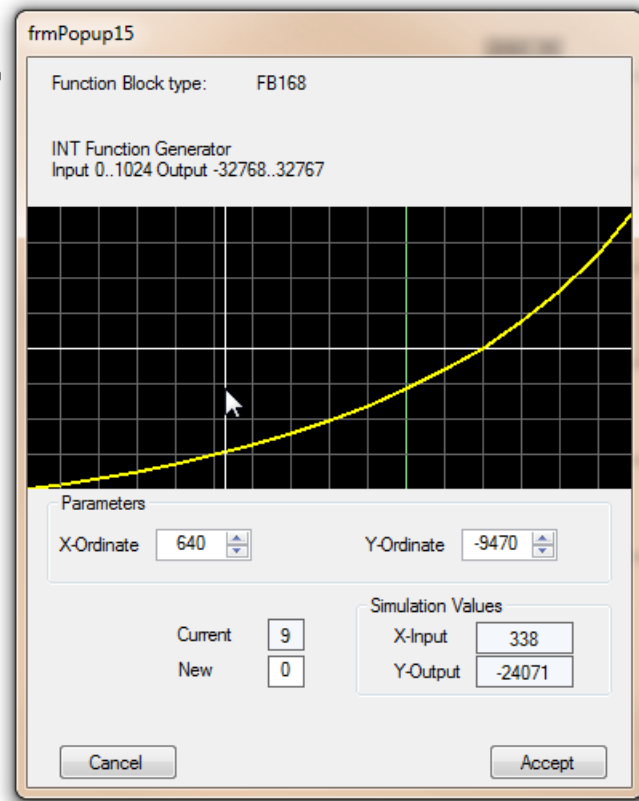 frmPopup15
Function Block type: FB168
INT Function Generator
Input 0..1024 Output -32768..32767
Parameters
X-Ordinate 640 Y-Ordinate -9470
Simulation Values
Current 9 X-Input 338
New 0 Y-Output -24071
Cancel Accept